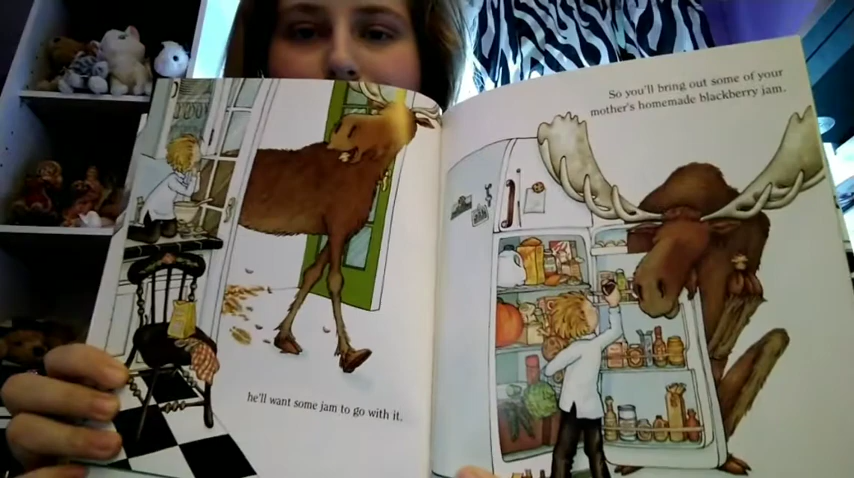 he'll want some jam to go with it.
So you'll bring out some of your
mother's homemade blackberry jam.